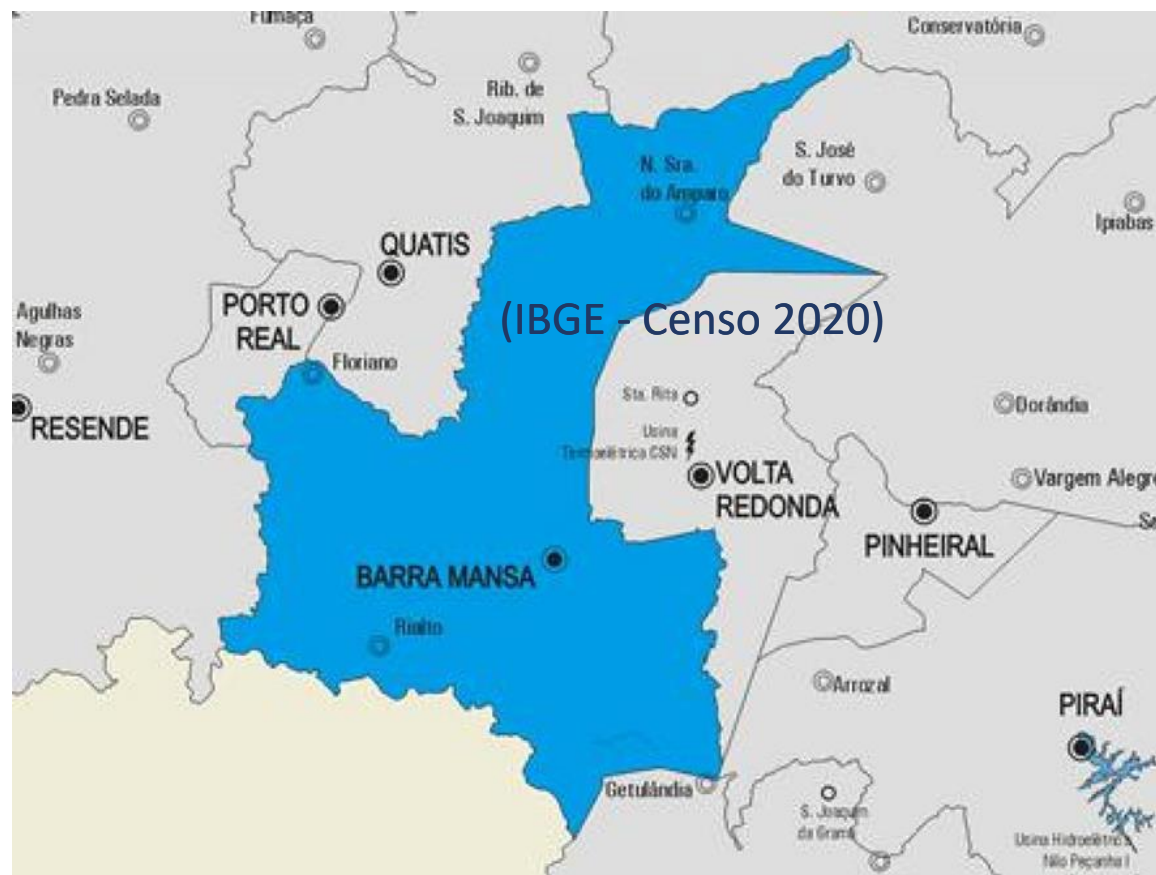 Fumaça
Conservatória
Pedra Selada
Rib. de
S. Joaquim
S. José
do Turvo
N. Sra.
do Amparo
Ipiabas
QUATIS
PORTO
REAL
Agulhas
Negras
(IBGE - Censo 2020)
Floriano
RESENDE
Sta. Rita
Dorândia
Usina
Termoelétrica CSN
VOLTA
REDONDA
Vargem Alegre
PINHEIRAL
BARRA MANSA
Rialto
Arrozal
PIRAÍ
Getulândia
S. Joaquim
da Grama
Usina Hidroelétrica
Nilo Peçanha I